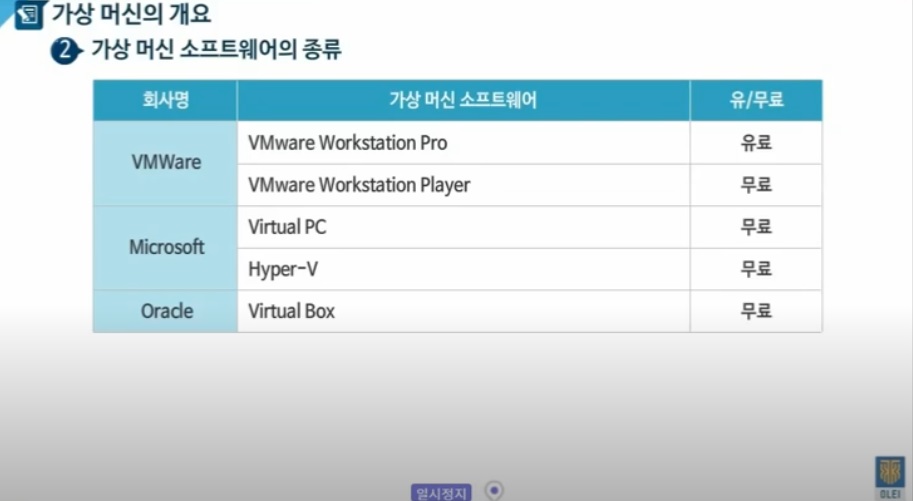 가상 머신의 개요
2 가상 머신 소프트웨어의 종류
회사명 가상 머신 소프트웨어 유/무료
VMWare
VMware Workstation Pro 유료
VMware Workstation Player 무료
Microsoft
Virtual PC 무료
Hyper-V 무료
Oracle Virtual Box 무료
일시정지